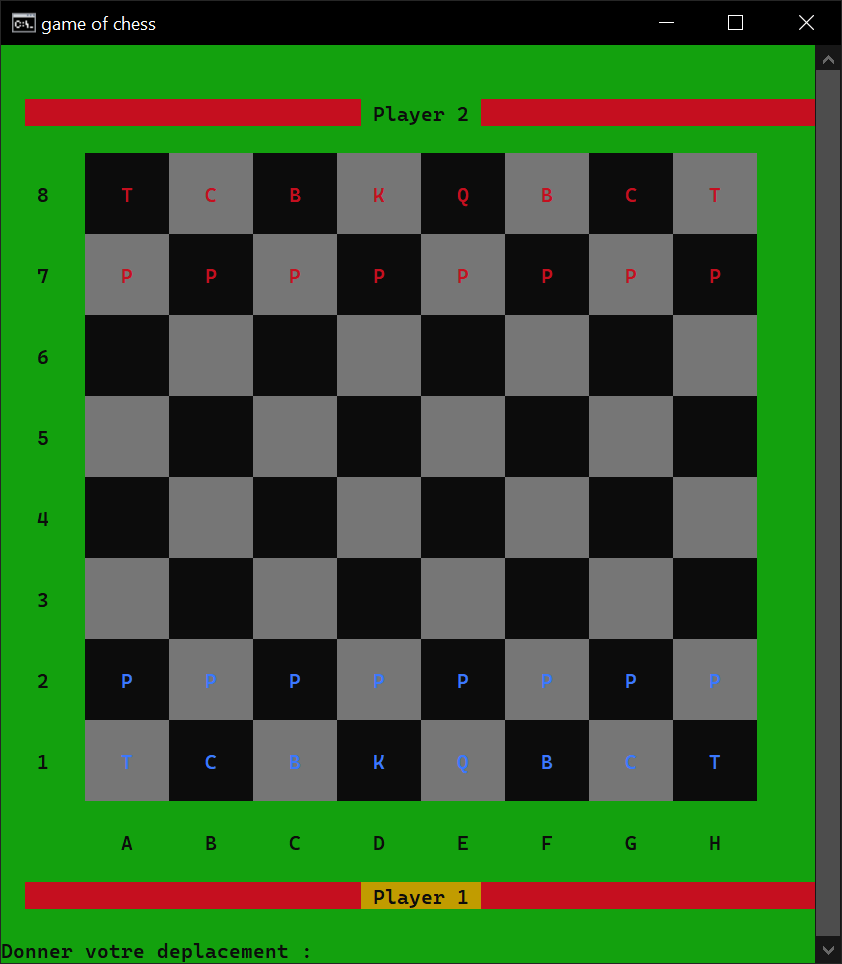 game of chess
Player 2
8 T C B K Q B C T
7 P P P P P P P P
6
5
4
3
2 P P P P P P P P
1 T C B K Q B C T
A B C D E F G H
Player 1
Donner votre deplacement :